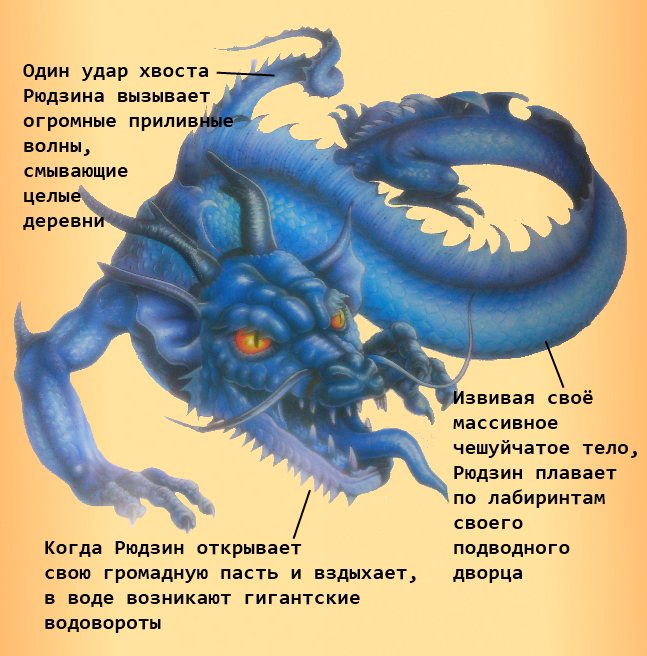 Один удар хвоста
Рюдзина вызывает
огромные приливные
волны,
смывающие
целые
деревни
Извивая своё
массивное
чешуйчатое тело,
Рюдзин плавает
по лабиринтам
своего
подводного
дворца
Когда Рюдзин открывает
свою громадную пасть и вздыхает,
в воде возникают гигантские
водовороты